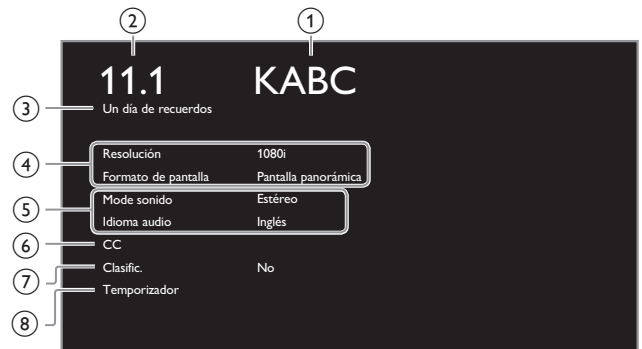 ② ①
11.1 KABC
③ Un día de recuerdos
④ Resolución 1080i
Formato de pantalla Pantalla panorámica
⑤ Mode sonido Estéreo
Idioma audio Inglés
⑥ CC
⑦ Clasific. No
⑧ Temporizador